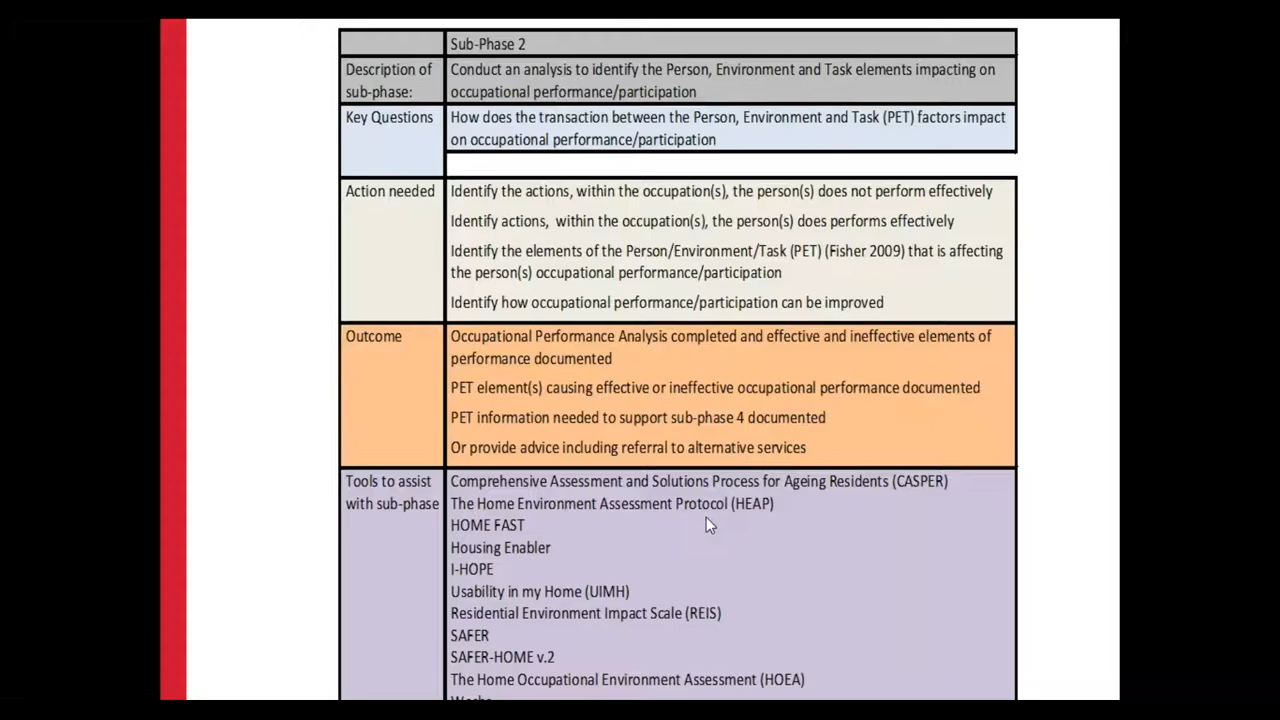 Sub-Phase 2
Description of sub-phase:
Conduct an analysis to identify the Person, Environment and Task elements impacting on
occupational performance/participation
Key Questions
How does the transaction between the Person, Environment and Task (PET) factors impact
on occupational performance/participation
Action needed
Identify the actions, within the occupation(s), the person(s) does not perform effectively
Identify actions, within the occupation(s), the person(s) does performs effectively
Identify the elements of the Person/Environment/Task (PET) (Fisher 2009) that is affecting
the person(s) occupational performance/participation
Identify how occupational performance/participation can be improved
Outcome
Occupational Performance Analysis completed and effective and ineffective elements of
performance documented
PET element(s) causing effective or ineffective occupational performance documented
PET information needed to support sub-phase 4 documented
Or provide advice including referral to alternative services
Tools to assist
with sub-phase
Comprehensive Assessment and Solutions Process for Ageing Residents (CASPER)
The Home Environment Assessment Protocol (HEAP)
HOME FAST
Housing Enabler
I-HOPE
Usability in my Home (UIMH)
Residential Environment Impact Scale (REIS)
SAFER
SAFER-HOME v.2
The Home Occupational Environment Assessment (HOEA)